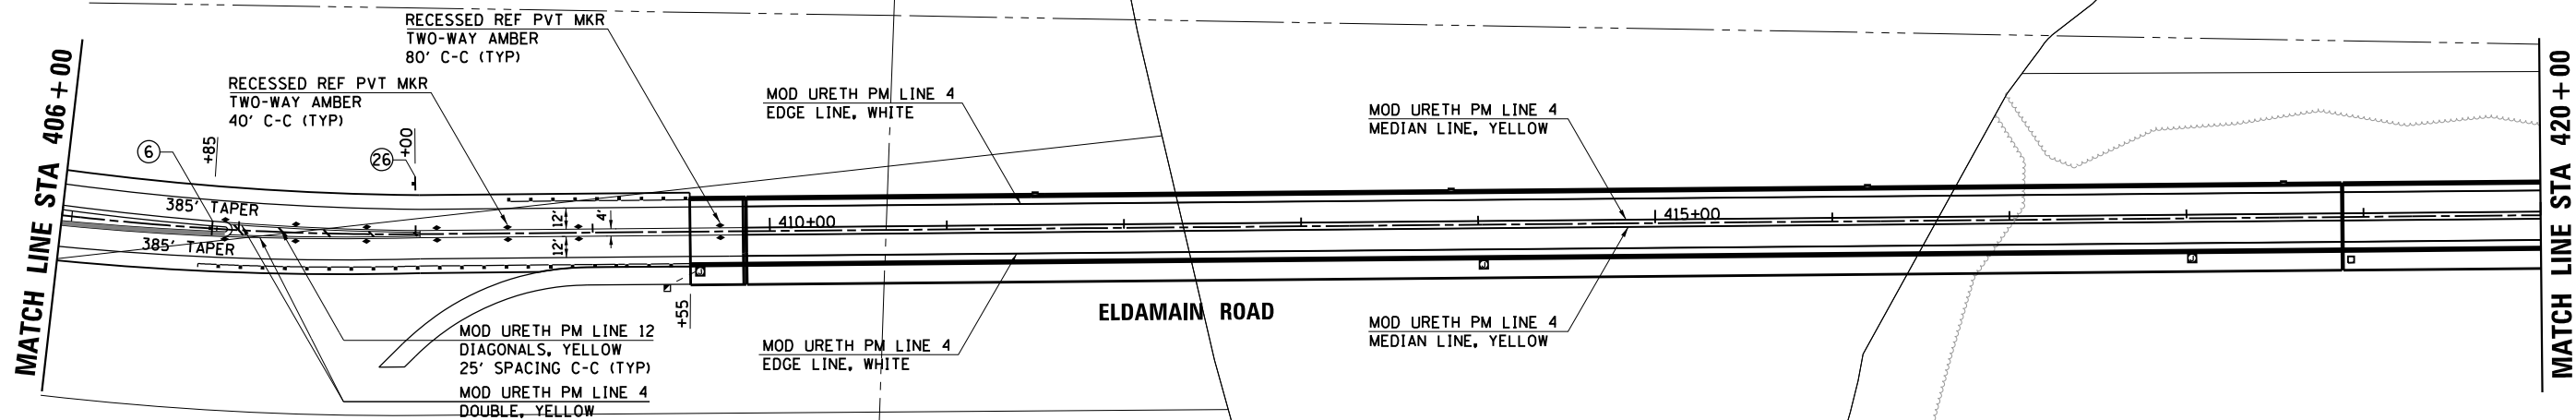 RECESSED REF PVT MKR
TWO-WAY AMBER
80' C-C (TYP)
RECESSED REF PVT MKR
TWO-WAY AMBER
40' C-C (TYP)
MOD URETH PM LINE 4
EDGE LINE, WHITE
MOD URETH PM LINE 4
MEDIAN LINE, YELLOW
MATCH LINE STA 406+00
6
+85
26
+00
385' TAPER
385' TAPER
12'
4'
12'
410+00
415+00
MATCH LINE STA 420+00
+55
ELDAMAIN ROAD
MOD URETH PM LINE 12
DIAGONALS, YELLOW
25' SPACING C-C (TYP)
MOD URETH PM LINE 4
DOUBLE, YELLOW
MOD URETH PM LINE 4
EDGE LINE, WHITE
MOD URETH PM LINE 4
MEDIAN LINE, YELLOW